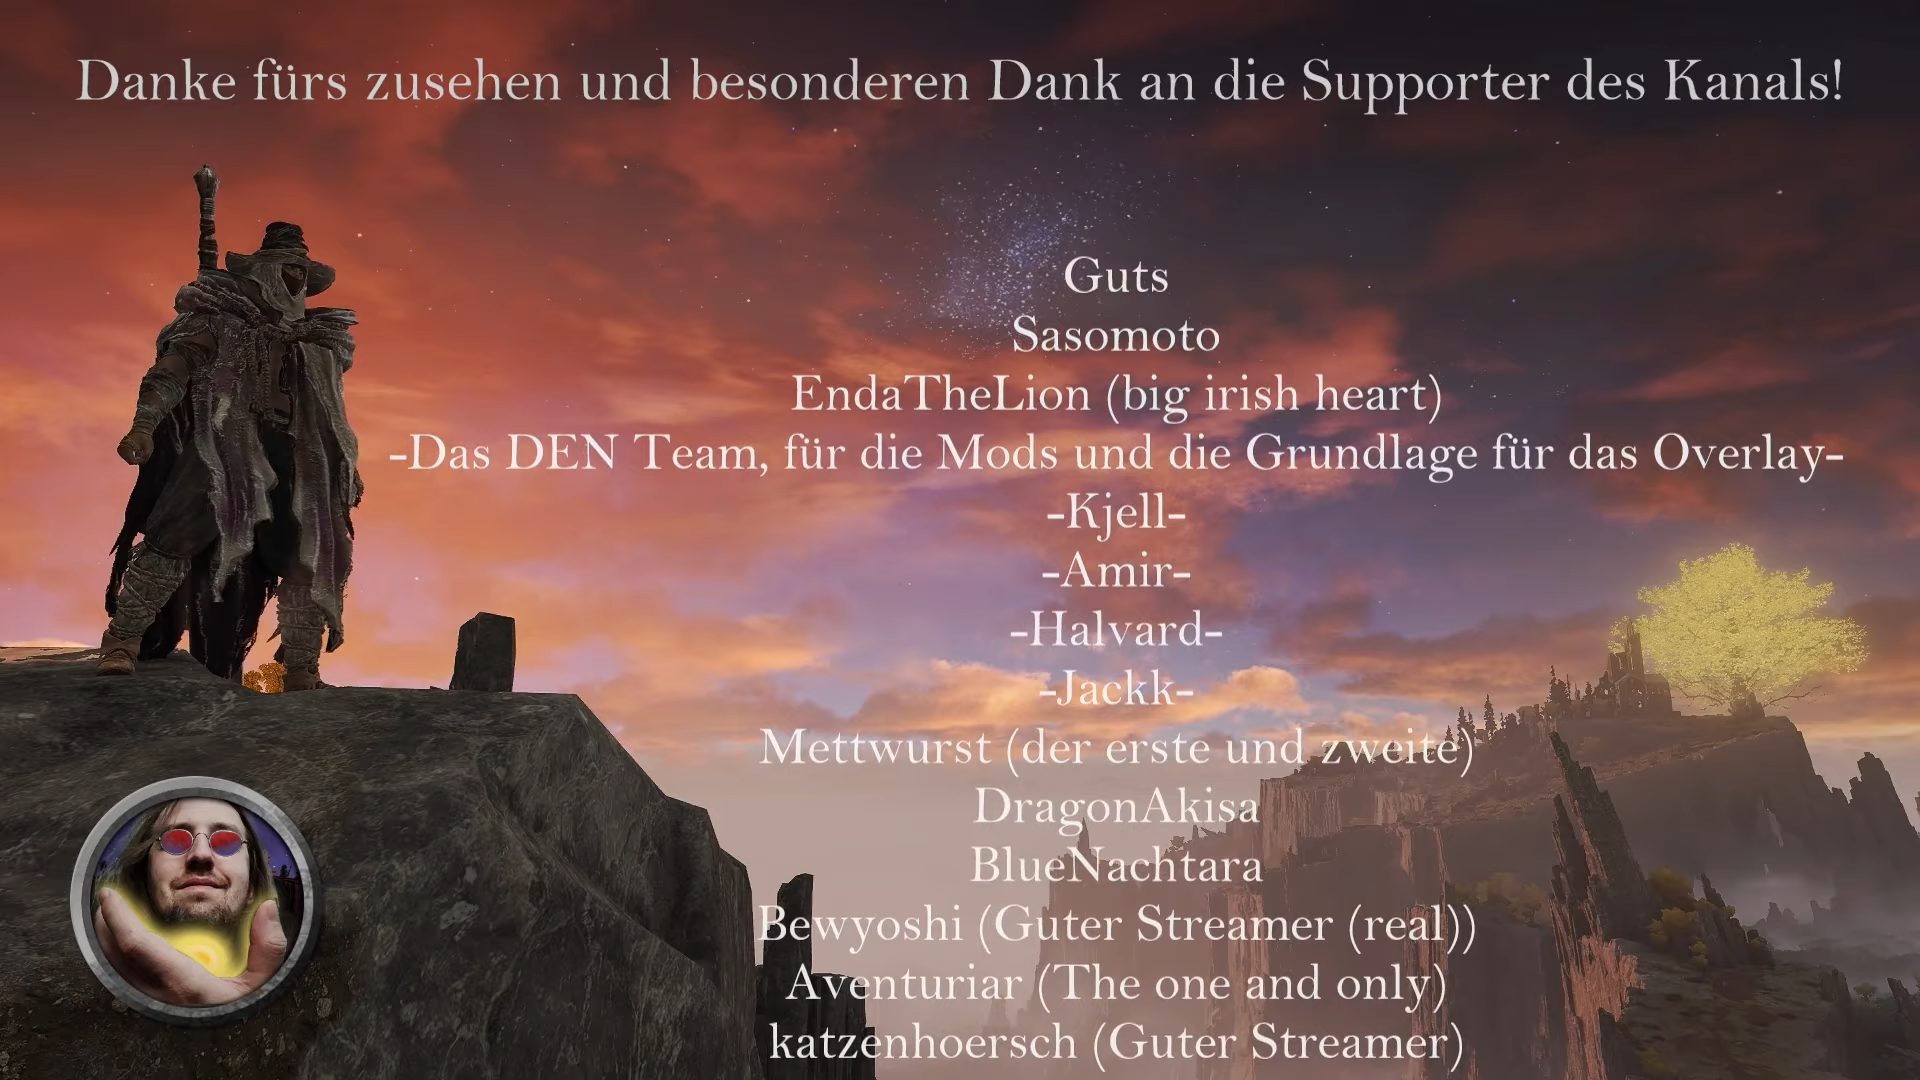 Danke fürs zusehen und besonderen Dank an die Supporter des Kanals!
Guts
Sasomoto
EndaTheLion (big irish heart)
-Das DEN Team, für die Mods und die Grundlage für das Overlay-
-Kjell-
-Amir-
-Halvard-
-Jackk-
Mettwurst (der erste und zweite)
DragonAkisa
BlueNachtara
Bewyoshi (Guter Streamer (real))
Aventuriar (The one and only)
katzenhoersch (Guter Streamer)